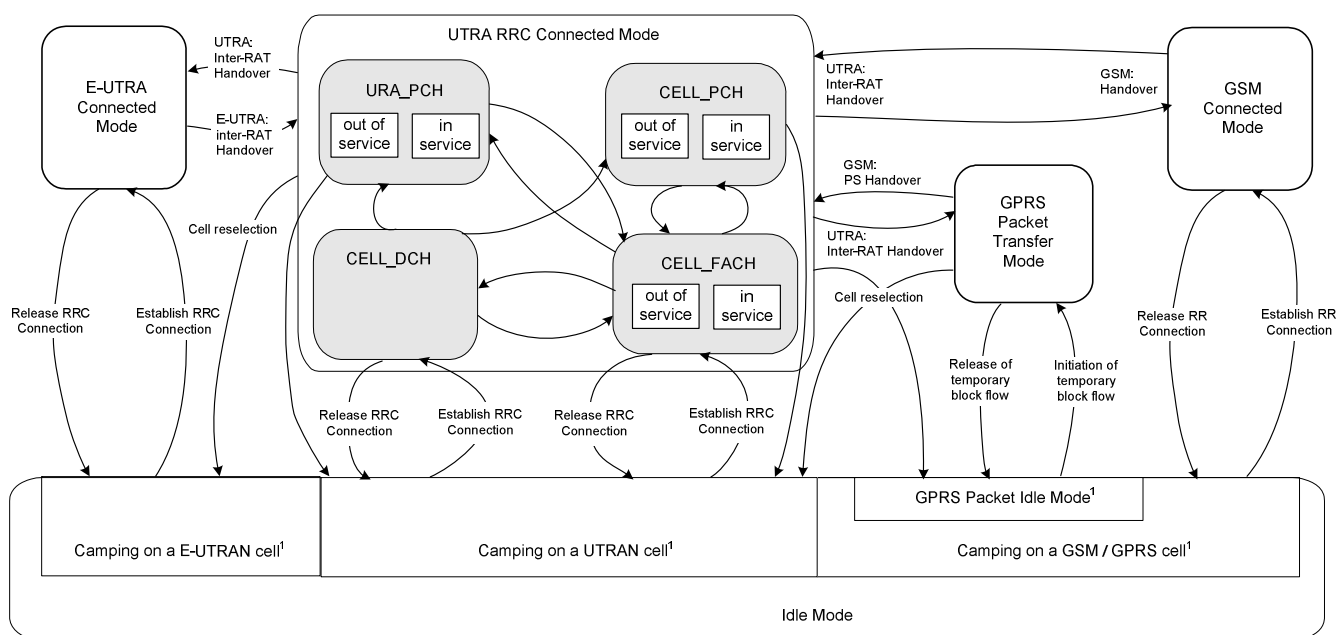 UTRA RRC Connected Mode
E-UTRA
Connected
Mode
UTRA:
Inter-RAT
Handover
E-UTRA:
inter-RAT
Handover
URA_PCH
out of
service
in
service
CELL_PCH
out of
service
in
service
UTRA:
Inter-RAT
Handover
GSM:
Handover
GSM
Connected
Mode
GSM:
PS Handover
GPRS
Packet
Transfer
Mode
UTRA:
Inter-RAT Handover
Cell reselection
CELL_DCH
CELL_FACH
out of
service
in
service
Cell reselection
Release RRC
Connection
Establish RRC
Connection
Release RR
Connection
Establish RR
Connection
Release of
temporary
block flow
Initiation of
temporary
block flow
Release RRC
Connection
Establish RRC
Connection
Release RRC
Connection
Establish RRC
Connection
GPRS Packet Idle Mode¹
Camping on a E-UTRAN cell¹
Camping on a UTRAN cell¹
Camping on a GSM / GPRS cell¹
Idle Mode